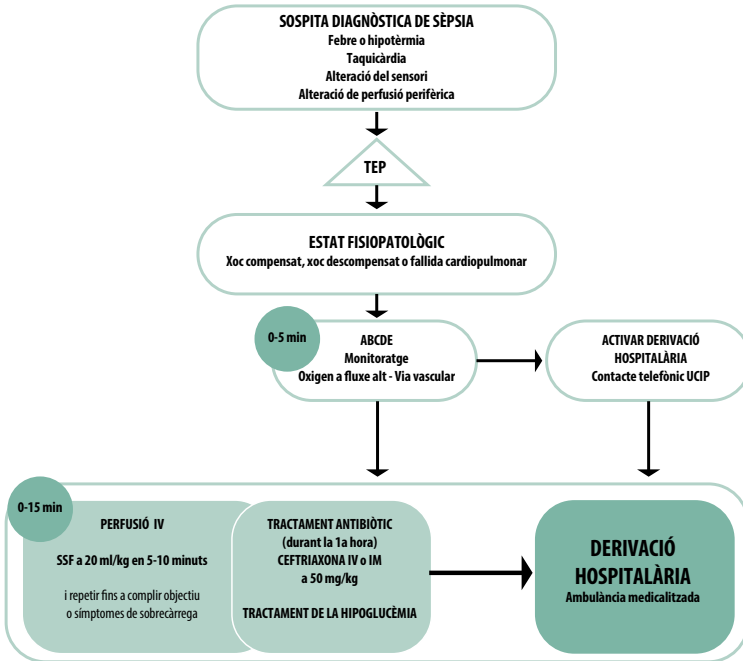 SOSPITA DIAGNÒSTICA DE SÈPSIA
Febre o hipotèrmia
Taquicàrdia
Alteració del sensori
Alteració de perfusió perifèrica
TEP
ESTAT FISIOPATOLÒGIC
Xoc compensat, xoc descompensat o fallida cardiopulmonar
0-5 min
ABCDE
Monitoratge
Oxigen a fluxe alt - Via vascular
ACTIVAR DERIVACIÓ
HOSPITALÀRIA
Contacte telefònic UCIP
0-15 min
PERFUSIÓ IV
SSF a 20 ml/kg en 5-10 minuts
i repetir fins a complir objectiu
o símptomes de sobrecàrrega
TRACTAMENT ANTIBIÒTIC
(durant la 1a hora)
CEFTRIAXONA IV o IM
a 50 mg/kg
TRACTAMENT DE LA HIPOGLUCÈMIA
DERIVACIÓ
HOSPITALÀRIA
Ambulància medicalitzada